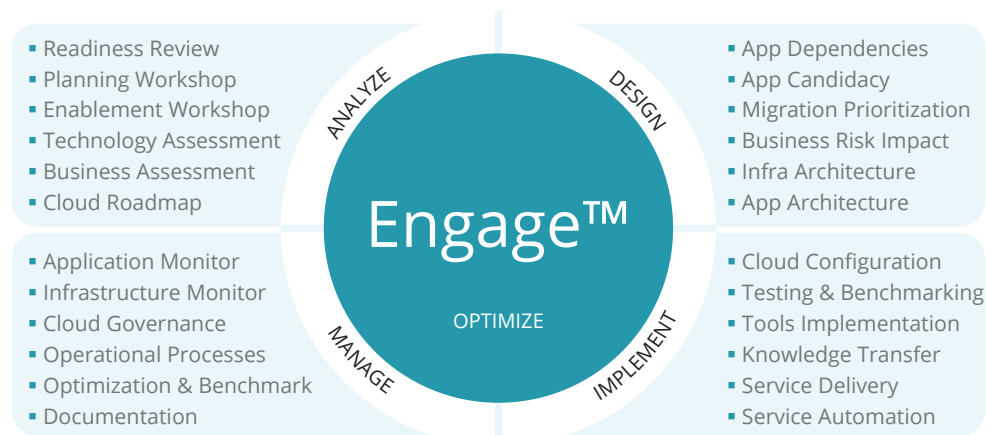 ANALYZE
▪ Readiness Review
▪ Planning Workshop
▪ Enablement Workshop
▪ Technology Assessment
▪ Business Assessment
▪ Cloud Roadmap
DESIGN
▪ App Dependencies
▪ App Candidacy
▪ Migration Prioritization
▪ Business Risk Impact
▪ Infra Architecture
▪ App Architecture
Engage™
OPTIMIZE
MANAGE
▪ Application Monitor
▪ Infrastructure Monitor
▪ Cloud Governance
▪ Operational Processes
▪ Optimization & Benchmark
▪ Documentation
IMPLEMENT
▪ Cloud Configuration
▪ Testing & Benchmarking
▪ Tools Implementation
▪ Knowledge Transfer
▪ Service Delivery
▪ Service Automation